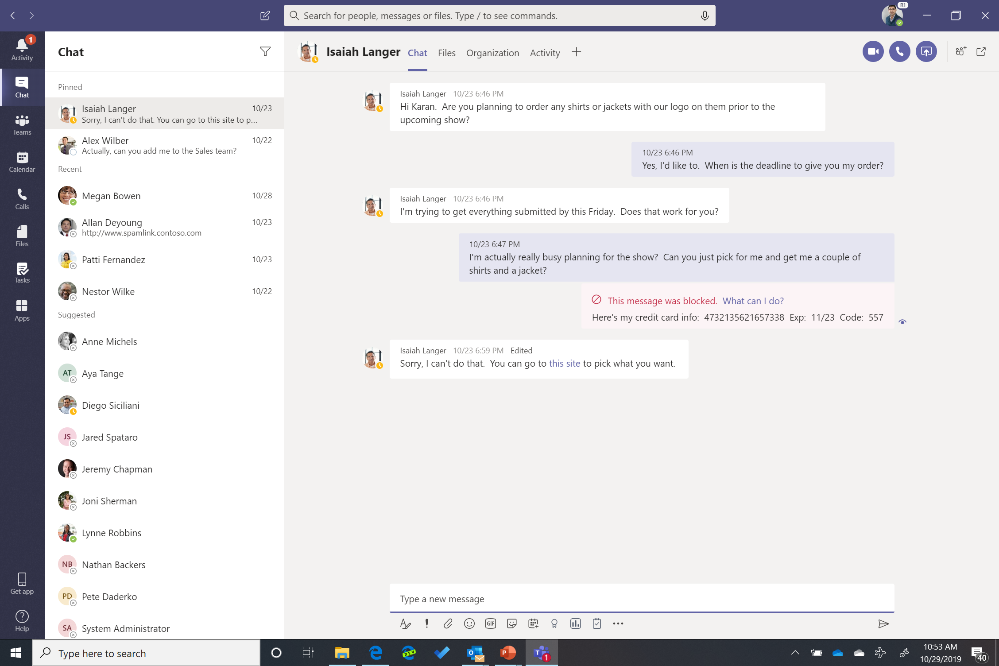 Search for people, messages or files. Type / to see commands.
R1
1
Activity
Chat
Teams
Calendar
Calls
Files
Tasks
Apps
Get app
Help
Chat
Pinned
Isaiah Langer 10/23
Sorry, I can't do that. You can go to this site to p...
Alex Wilber 10/22
Actually, can you add me to the Sales team?
Recent
Megan Bowen 10/28
Allan Deyoung 10/23
http://www.spamlink.contoso.com
Patti Fernandez 10/23
Nestor Wilke 10/22
Suggested
Anne Michels
AT Aya Tange
Diego Siciliani
JS Jared Spataro
Jeremy Chapman
Joni Sherman
Lynne Robbins
NB Nathan Backers
PD Pete Daderko
SA System Administrator
Isaiah Langer Chat Files Organization Activity
Isaiah Langer 10/23 6:46 PM
Hi Karan. Are you planning to order any shirts or jackets with our logo on them prior to the
upcoming show?
10/23 6:46 PM
Yes, I'd like to. When is the deadline to give you my order?
Isaiah Langer 10/23 6:46 PM
I'm trying to get everything submitted by this Friday. Does that work for you?
10/23 6:47 PM
I'm actually really busy planning for the show? Can you just pick for me and get me a couple of
shirts and a jacket?
This message was blocked. What can I do?
Here's my credit card info: 4732135621657338 Exp: 11/23 Code: 557
Isaiah Langer 10/23 6:59 PM Edited
Sorry, I can't do that. You can go to this site to pick what you want.
Type a new message
GIF
Type here to search
DEV
O
P
T 1
10:53 AM
10/29/2019
40